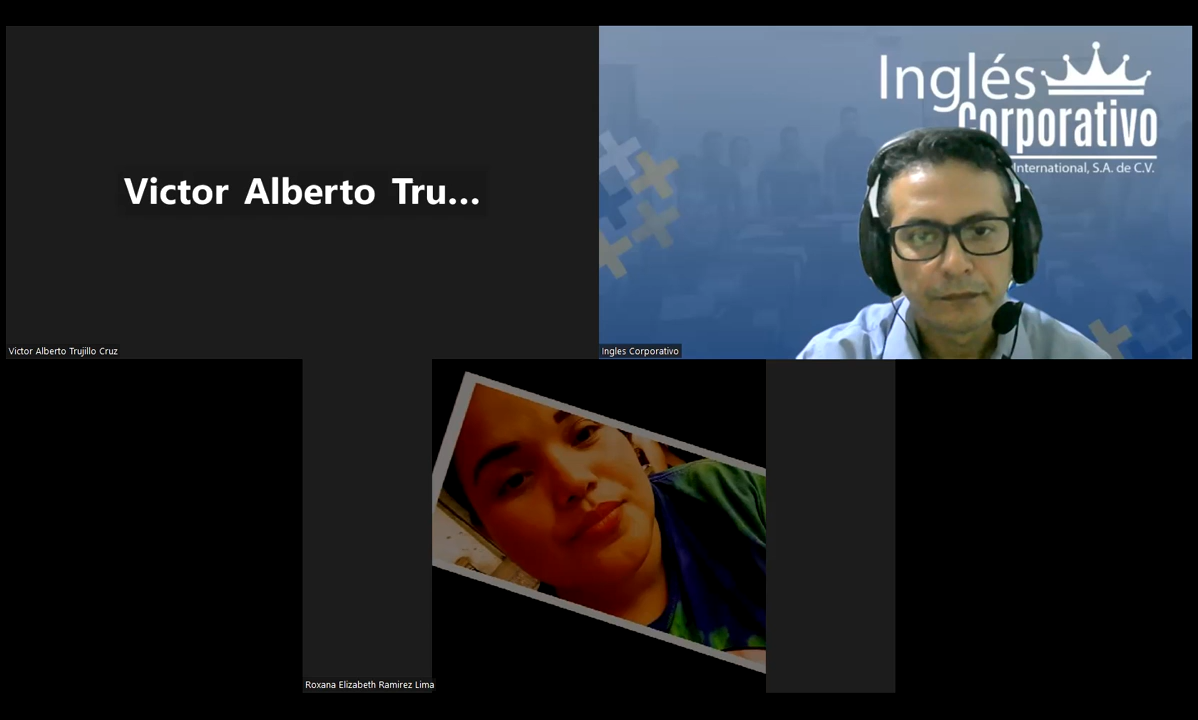 Victor Alberto Tru...
Victor Alberto Trujillo Cruz
Inglés
Corporativo
International, S.A. de C.V.
Ingles Corporativo
Roxana Elizabeth Ramirez Lima